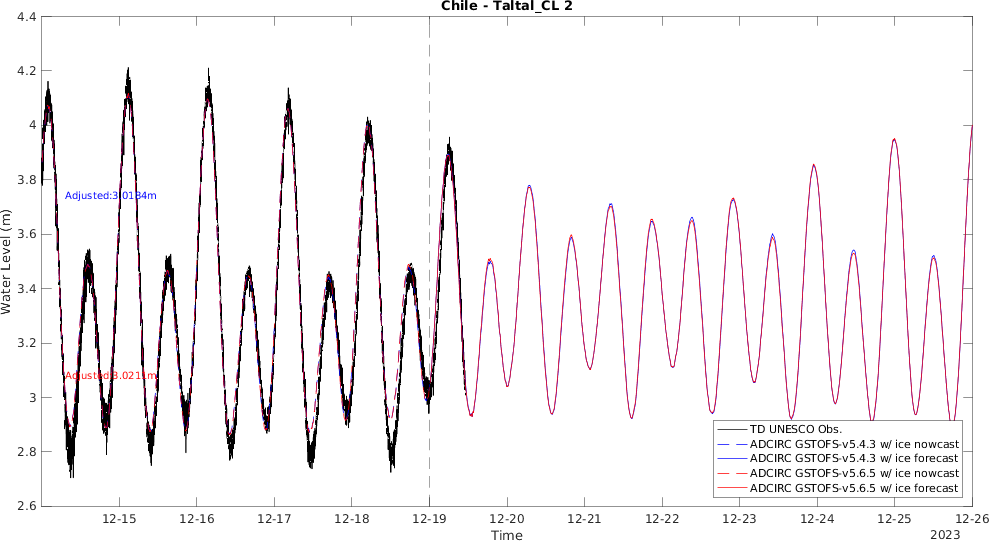 Chile - Taltal_CL 2
4.4
4.2
4
3.8
3.6
3.4
3.2
3
2.8
2.6
Water Level (m)
Adjusted:3.0184m
Adjusted:3.0211m
TD UNESCO Obs.
ADCIRC GSTOFS-v5.4.3 w/ ice nowcast
ADCIRC GSTOFS-v5.4.3 w/ ice forecast
ADCIRC GSTOFS-v5.6.5 w/ ice nowcast
ADCIRC GSTOFS-v5.6.5 w/ ice forecast
12-15 12-16 12-17 12-18 12-19 12-20 12-21 12-22 12-23 12-24 12-25 12-26
Time
2023